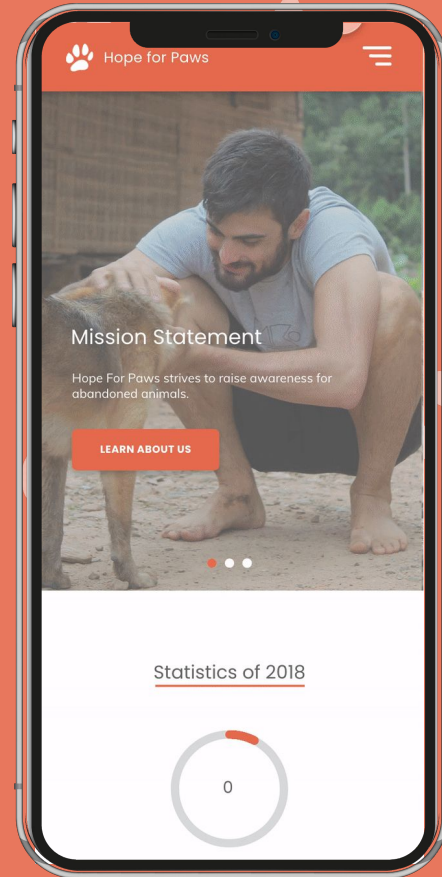 Hope for Paws
Mission Statement
Hope For Paws strives to raise awareness for
abandoned animals.
LEARN ABOUT US
Statistics of 2018
0